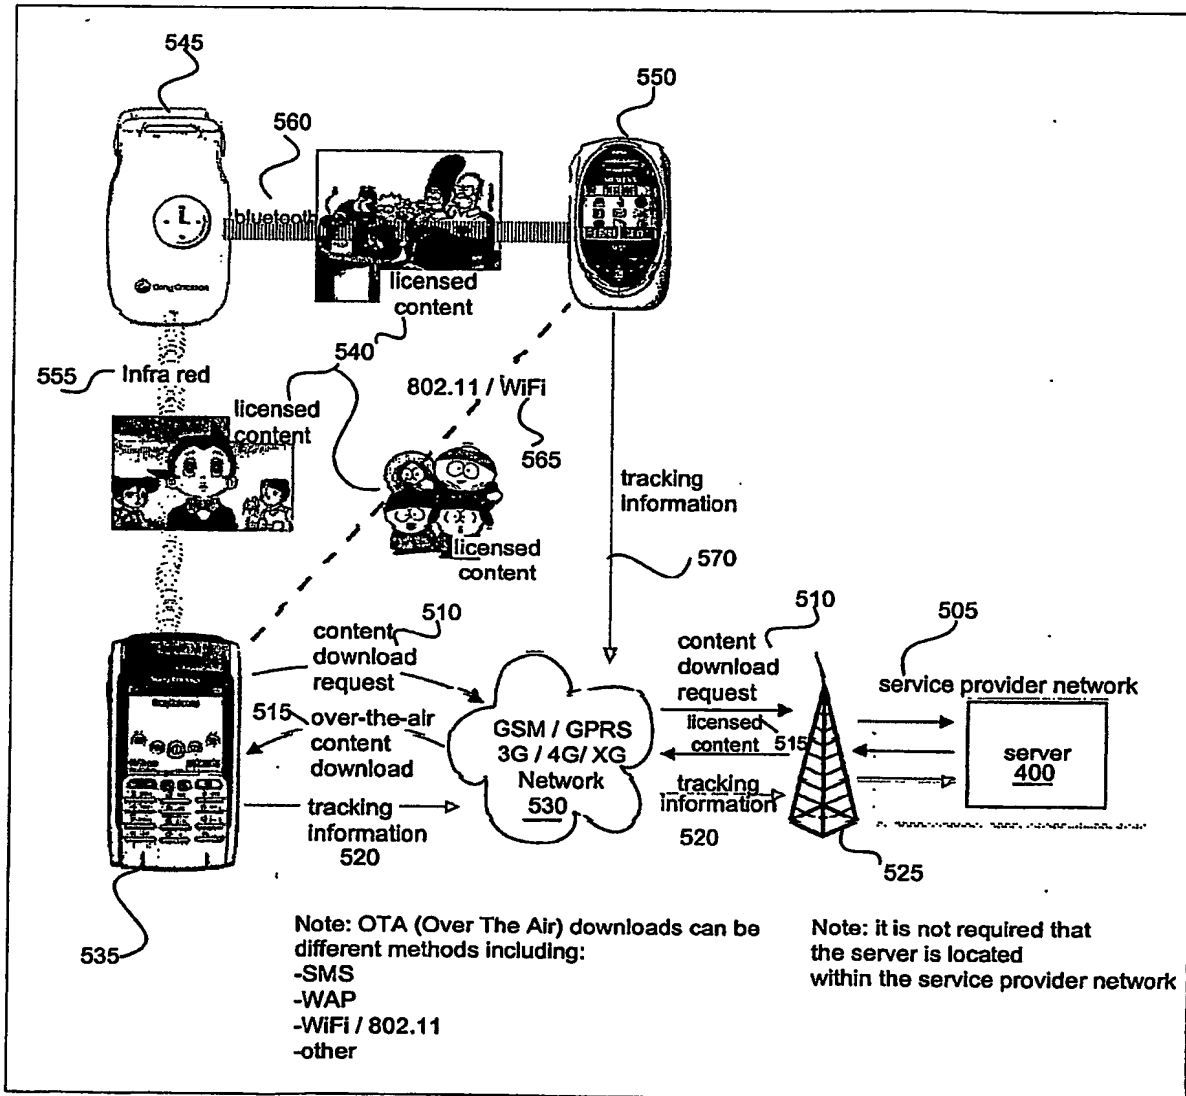 545
550
560
bluetooth
licensed
content
Sony Ericsson
540
555
Infra red
802.11 / WiFi
licensed
content
565
tracking
information
licensed
content
570
510
510
505
content
download
request
content
download
request
service provider network
515
over-the-air
content
download
GSM / GPRS
3G / 4G/ XG
Network
530
licensed
content
515
server
400
tracking
information
520
tracking
information
520
525
535
Note: OTA (Over The Air) downloads can be
different methods including:
-SMS
-WAP
-WiFi / 802.11
-other
Note: it is not required that
the server is located
within the service provider network